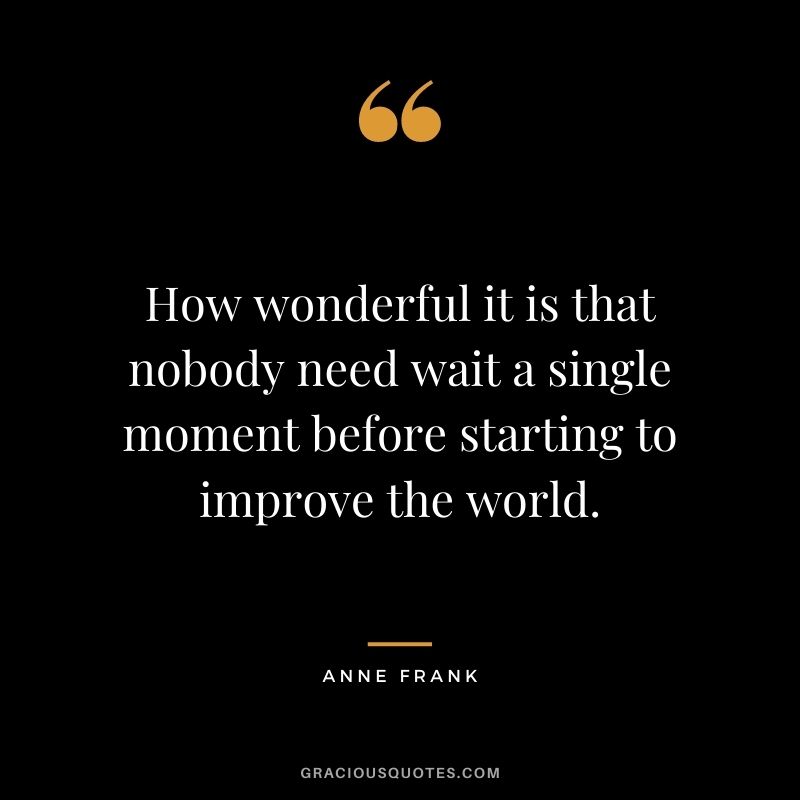 “
How wonderful it is that
nobody need wait a single
moment before starting to
improve the world.
ANNE FRANK
GRACIOUSQUOTES.COM